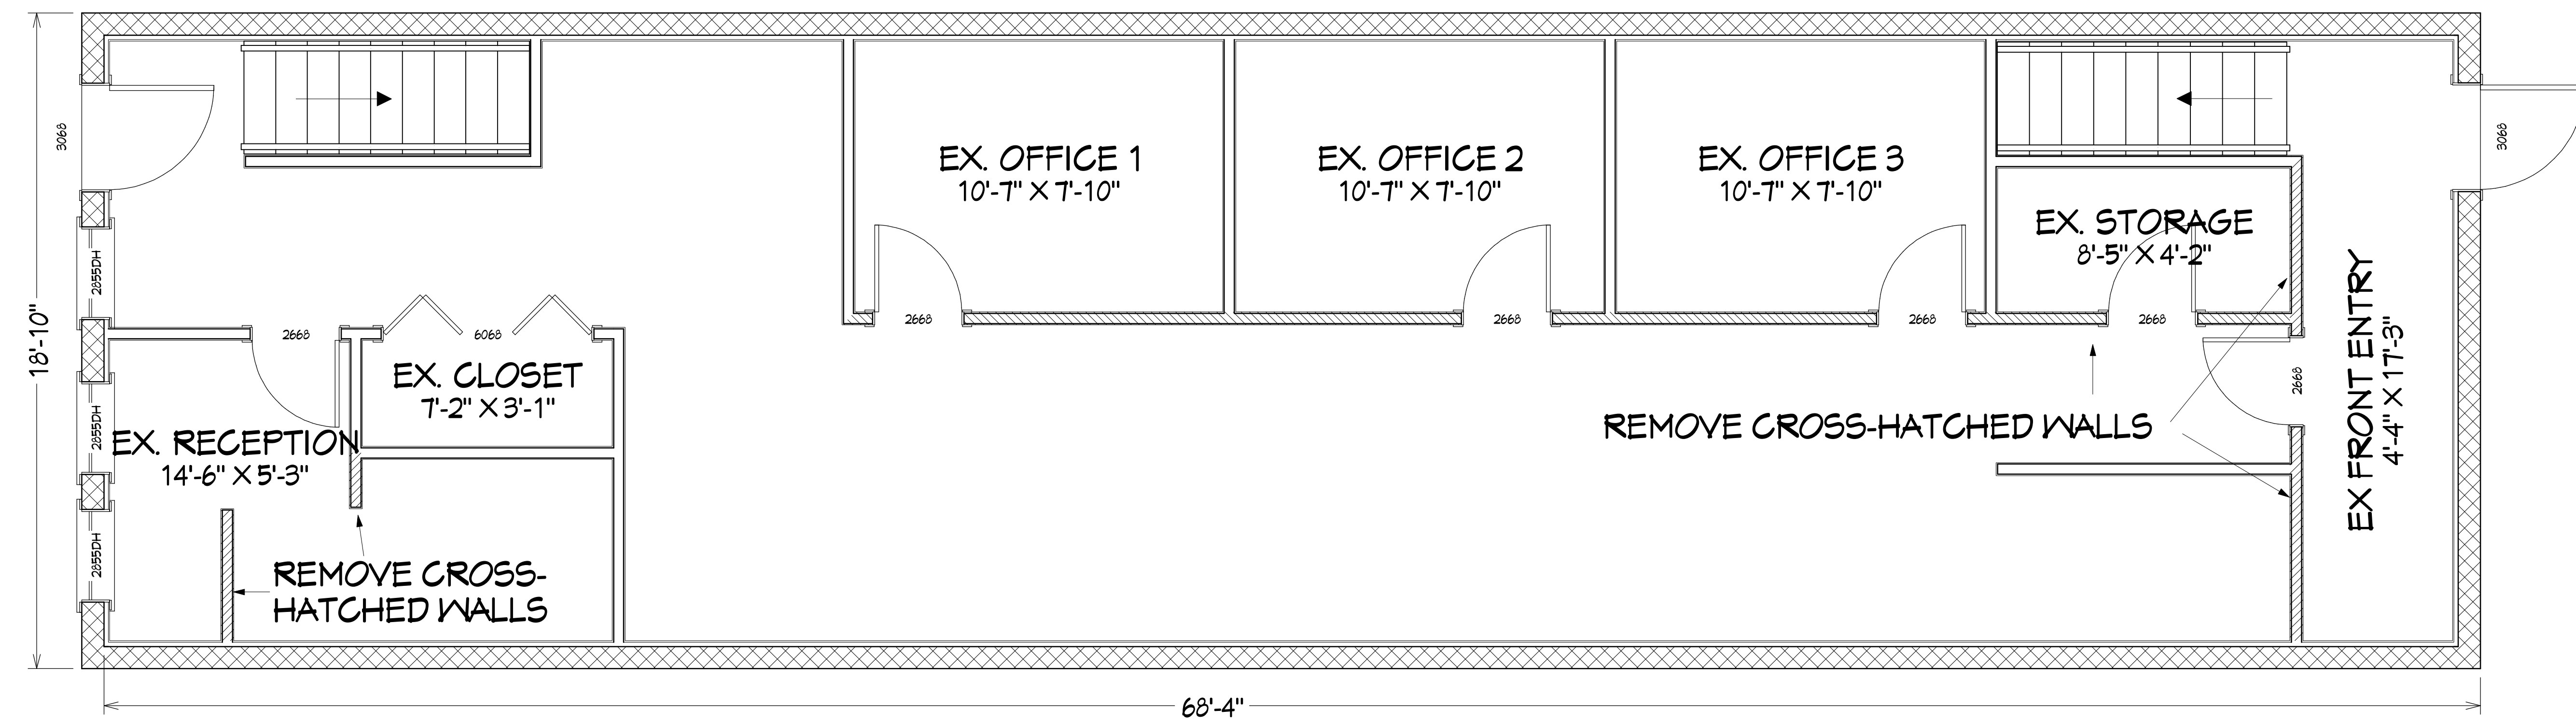 3068
3068
EX. OFFICE 1
10'-7" X 7'-10"
EX. OFFICE 2
10'-7" X 7'-10"
EX. OFFICE 3
10'-7" X 7'-10"
EX. STORAGE
8'-5" X 4'-2"
2855DH
18'-10"
2668
6068
2668
2668
2668
2668
2668
EX FRONT ENTRY
4'-4" X 17'-3"
EX. CLOSET
7'-2" X 3'-1"
2855DH
EX. RECEPTION
14'-6" X 5'-3"
REMOVE CROSS-HATCHED WALLS
2855DH
REMOVE CROSS-
HATCHED WALLS
68'-4"